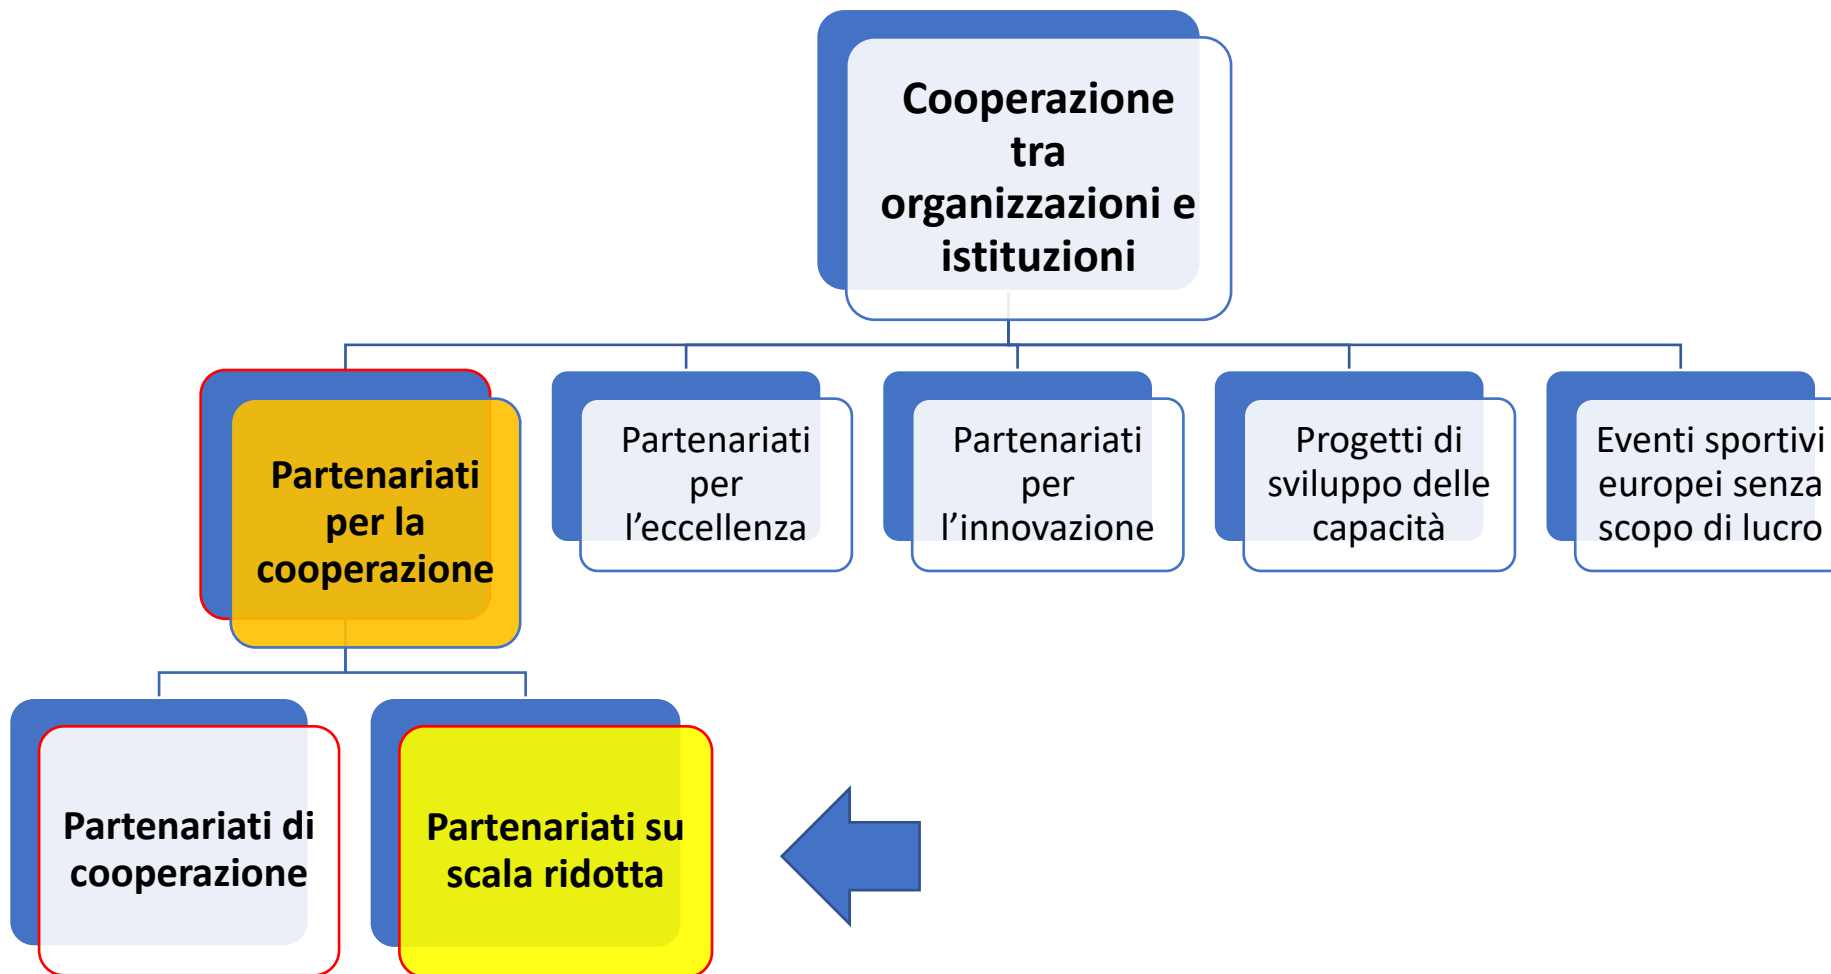 Cooperazione
tra
organizzazioni e
istituzioni
Partenariati
per la
cooperazione
Partenariati
per
l’eccellenza
Partenariati
per
l’innovazione
Progetti di
sviluppo delle
capacità
Eventi sportivi
europei senza
scopo di lucro
Partenariati di
cooperazione
Partenariati su
scala ridotta